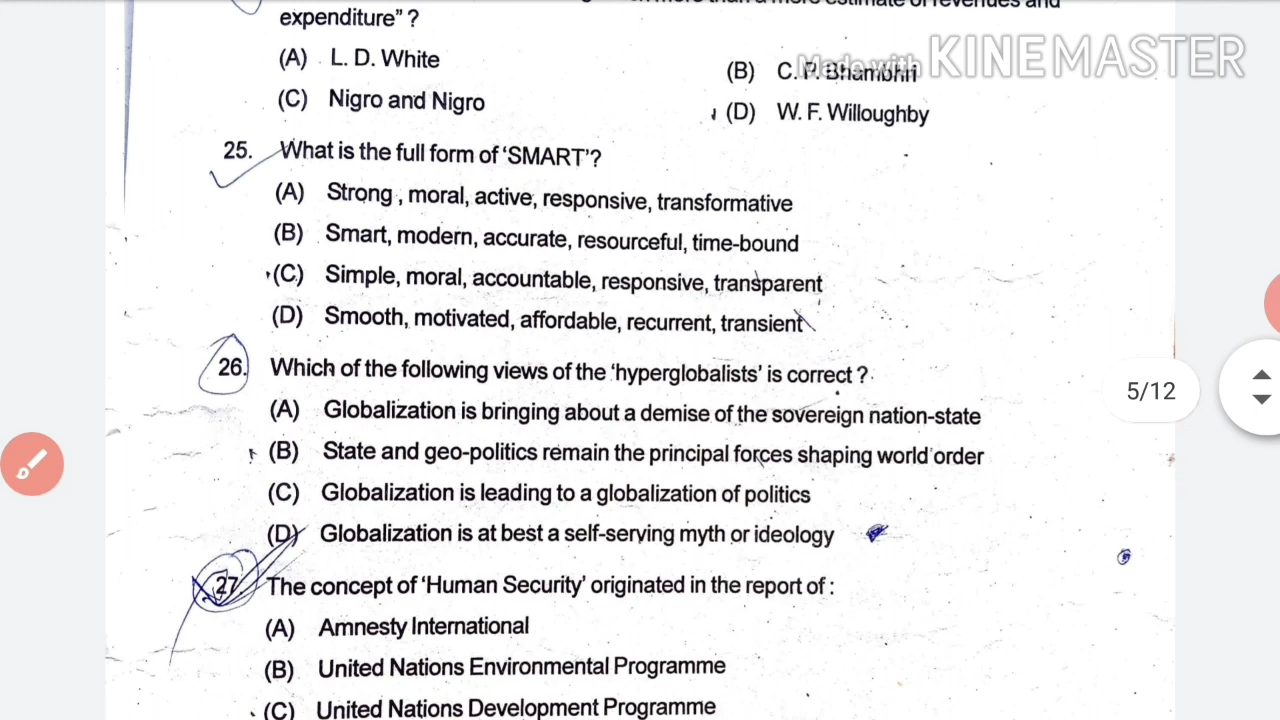 expenditure" ?
(A) L. D. White
(B) C. P. Bhambhri
Made with KINEMASTER
(C) Nigro and Nigro
(D) W. F. Willoughby
25. What is the full form of 'SMART'?
(A) Strong, moral, active, responsive, transformative
(B) Smart, modern, accurate, resourceful, time-bound
(C) Simple, moral, accountable, responsive, transparent
(D) Smooth, motivated, affordable, recurrent, transient
26. Which of the following views of the 'hyperglobalists' is correct ?
(A) Globalization is bringing about a demise of the sovereign nation-state
5/12
(B) State and geo-politics remain the principal forces shaping world order
(C) Globalization is leading to a globalization of politics
(D) Globalization is at best a self-serving myth or ideology
27. The concept of 'Human Security' originated in the report of :
(A) Amnesty International
(B) United Nations Environmental Programme
(C) United Nations Development Programme